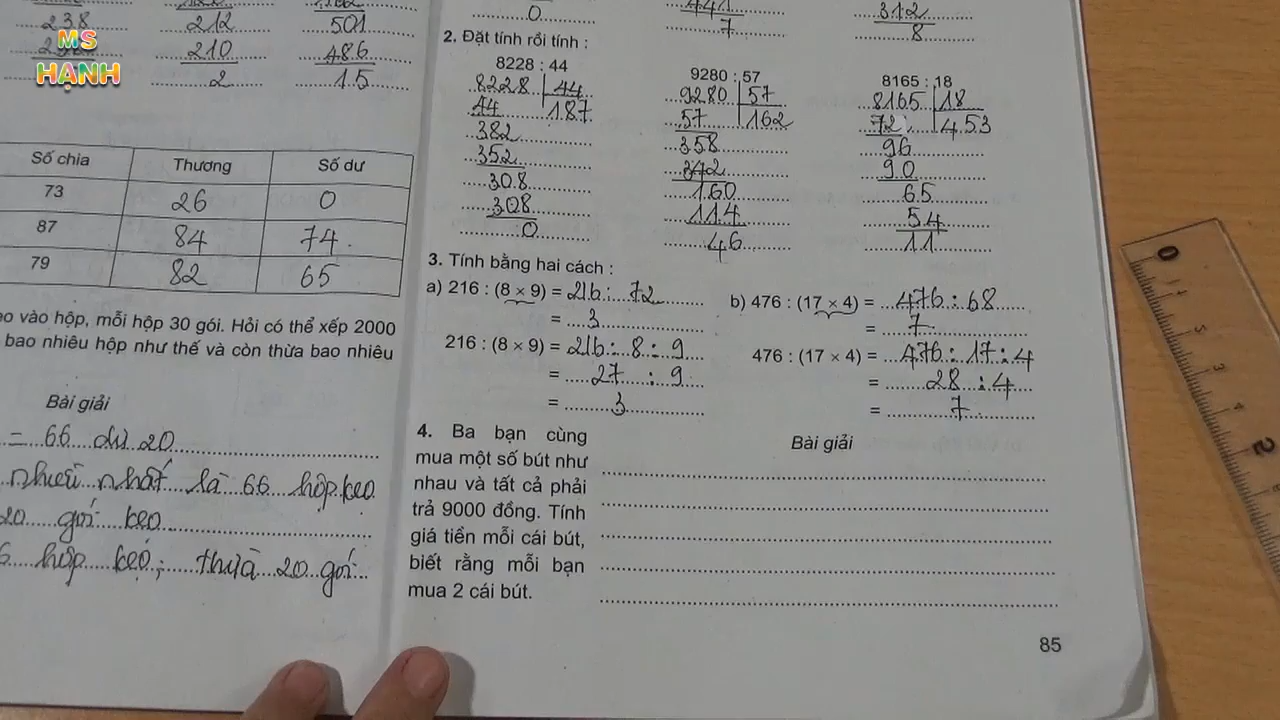 MS
HẠNH
238
212
210
2
501
486
15
Số chia Thương Số dư
73 26 0
87 84 74
79 82 65
eo vào hộp, mỗi hộp 30 gói. Hỏi có thể xếp 2000
bao nhiêu hộp như thế và còn thừa bao nhiêu
Bài giải
= 66 dư 20
nhiều nhất là 66 hộp kẹo
20 gói kẹo
6 hộp kẹo; thừa 20 gói
0
441
7
312
8
2. Đặt tính rồi tính :
8228 : 44
8228 44
44 187
382
352
308
308
0
9280 : 57
9280 57
57 162
358
342
160
114
46
8165 : 18
8165 18
72 453
96
90
65
54
11
3. Tính bằng hai cách :
a) 216 : (8 × 9) = 216 : 72
= 3
216 : (8 × 9) = 216 : 8 : 9
= 27 : 9
= 3
b) 476 : (17 × 4) = 476 : 68
= 7
476 : (17 × 4) = 476 : 17 : 4
= 28 : 4
= 7
4. Ba bạn cùng
mua một số bút như
nhau và tất cả phải
trả 9000 đồng. Tính
giá tiền mỗi cái bút,
biết rằng mỗi bạn
mua 2 cái bút.
Bài giải
85
0
1
2